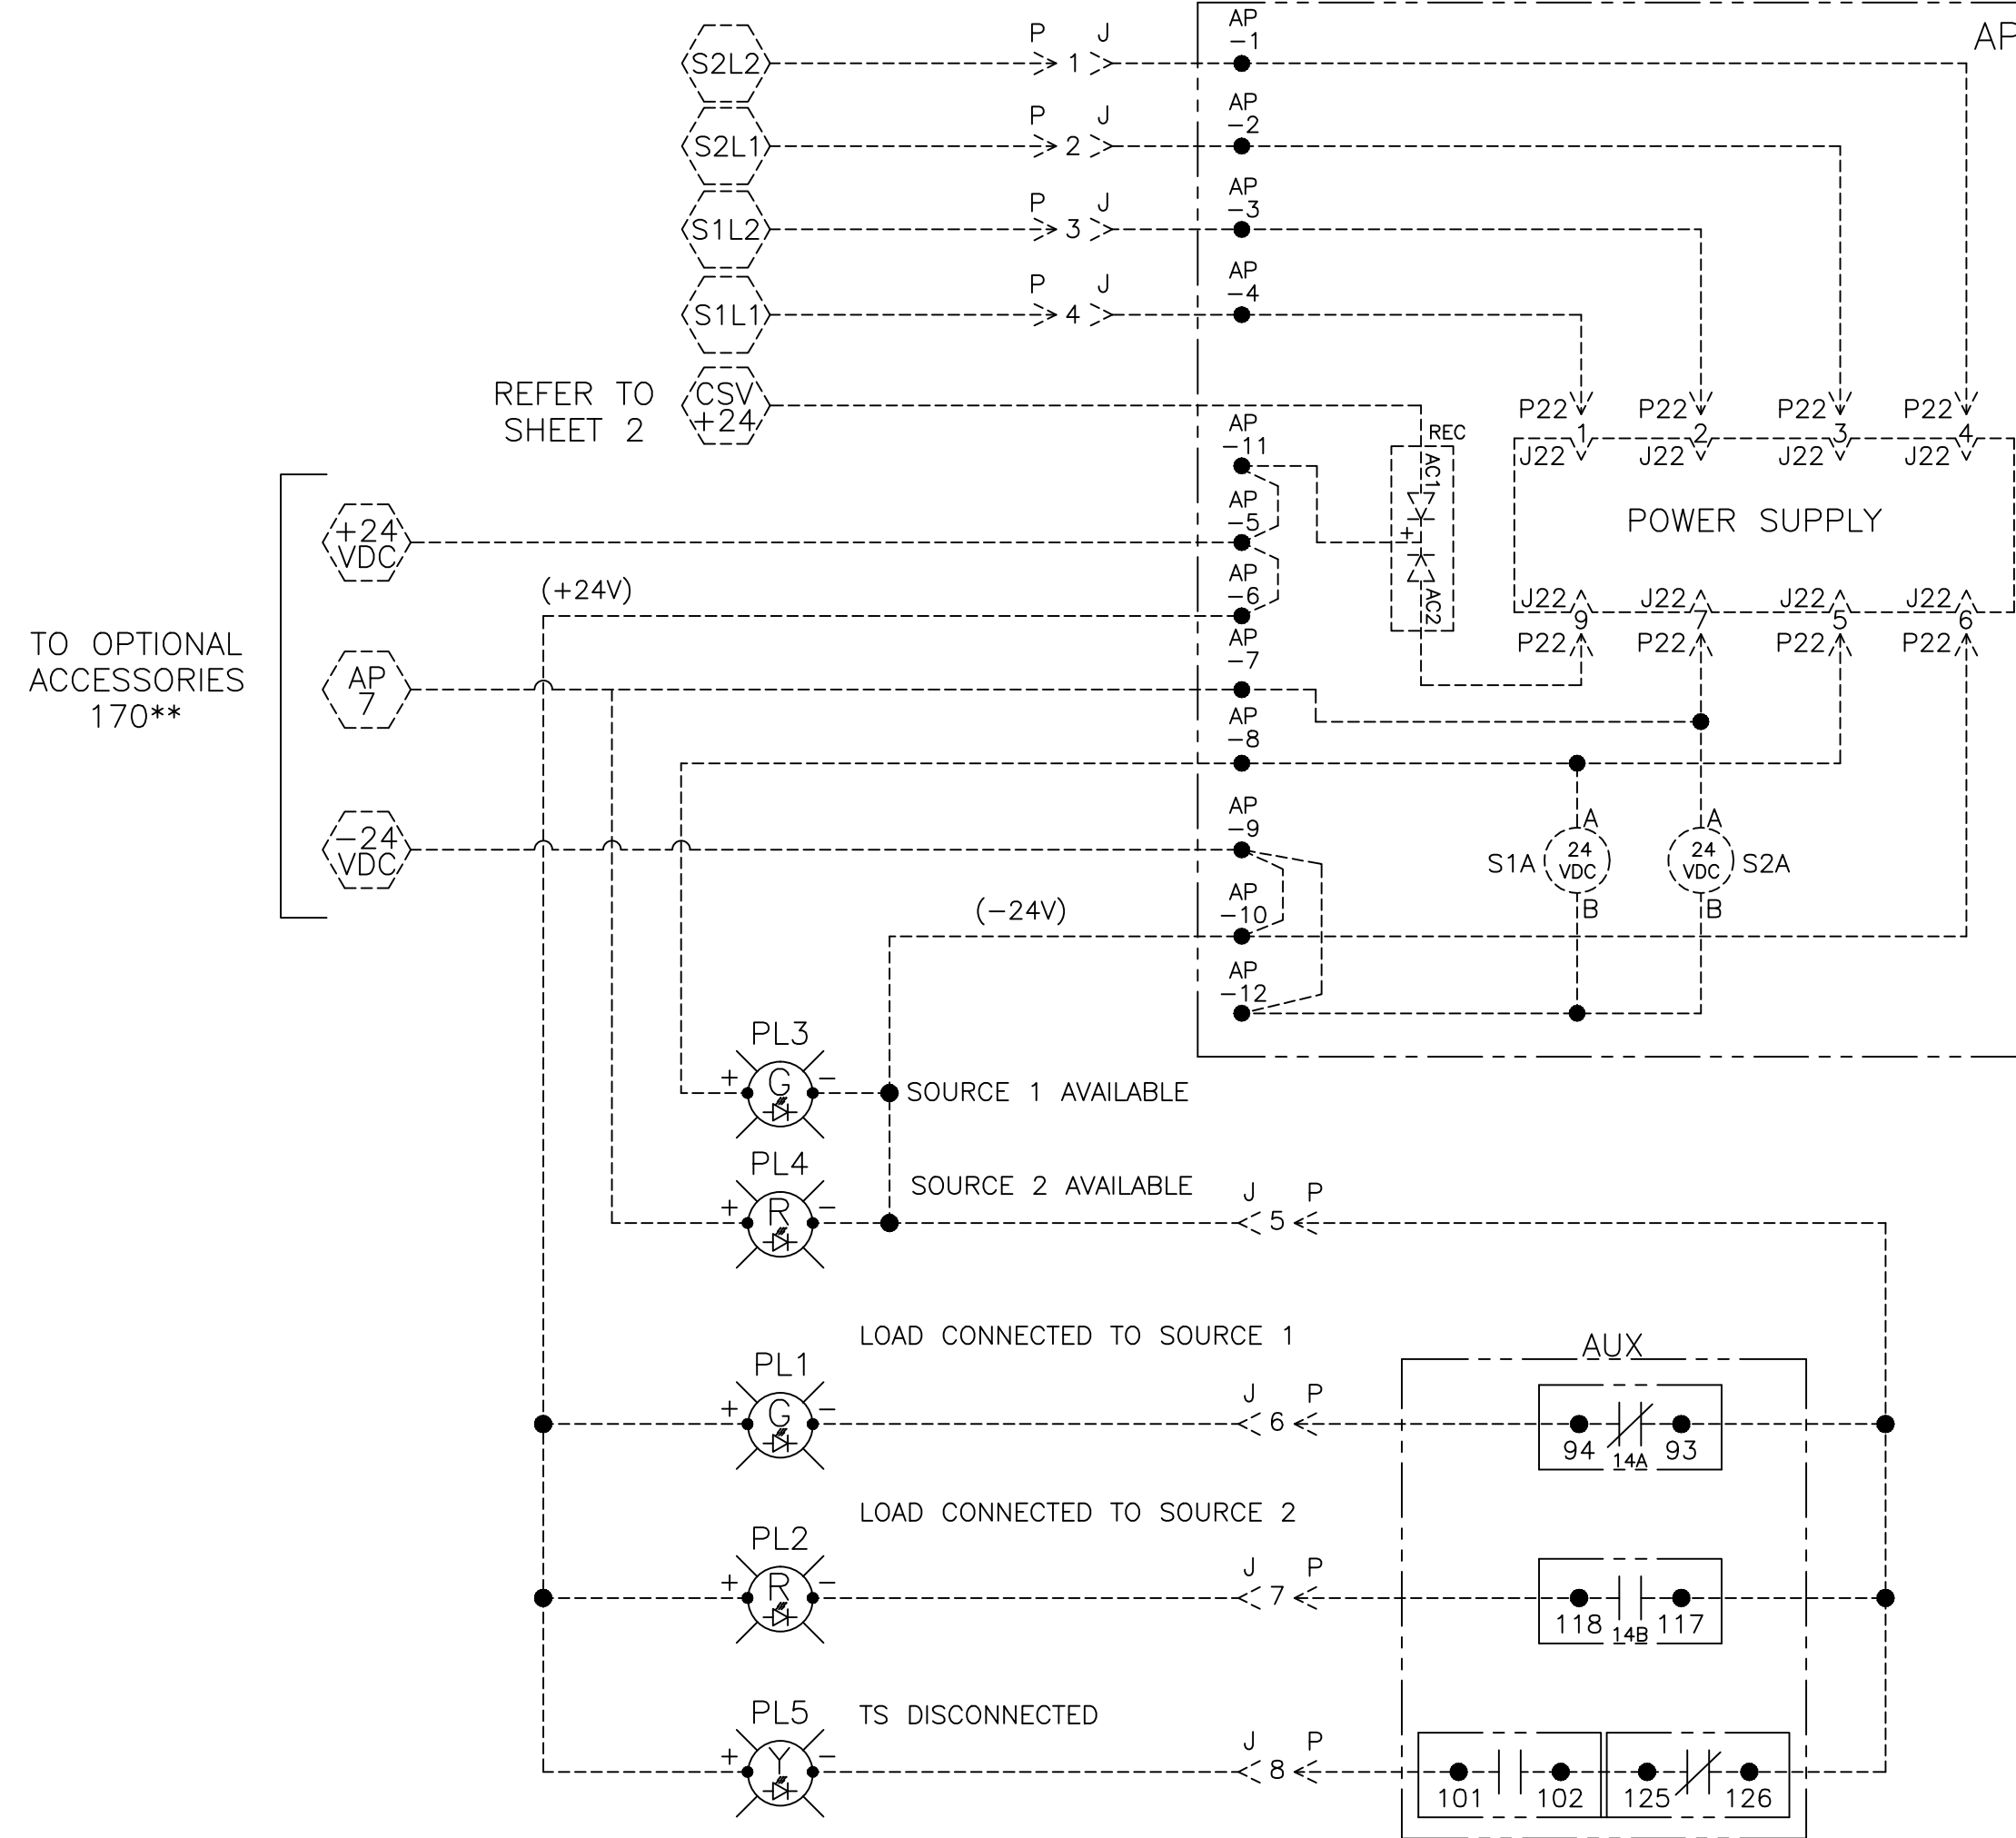 AP
S2L2
P
1
J
AP
-1
S2L1
P
2
J
AP
-2
S1L2
P
3
J
AP
-3
S1L1
P
4
J
AP
-4
REFER TO
SHEET 2
CSV
+24
AP
-11
REC
AC1
+
AC2
P22
1
J22
P22
2
J22
P22
3
J22
P22
4
J22
POWER SUPPLY
J22
9
P22
J22
7
P22
J22
5
P22
J22
6
P22
TO OPTIONAL
ACCESSORIES
170**
+24
VDC
AP
-5
(+24V)
AP
-6
AP
7
AP
-7
AP
-8
-24
VDC
AP
-9
S1A
A
24
VDC
B
A
24
VDC
B
S2A
(-24V)
AP
-10
AP
-12
PL3
+
G
-
SOURCE 1 AVAILABLE
PL4
+
R
-
SOURCE 2 AVAILABLE
J
5
P
LOAD CONNECTED TO SOURCE 1
PL1
+
G
-
J
6
P
AUX
94
14A
93
LOAD CONNECTED TO SOURCE 2
PL2
+
R
-
J
7
P
118
14B
117
PL5
+
Y
-
TS DISCONNECTED
J
8
P
101
102
125
126